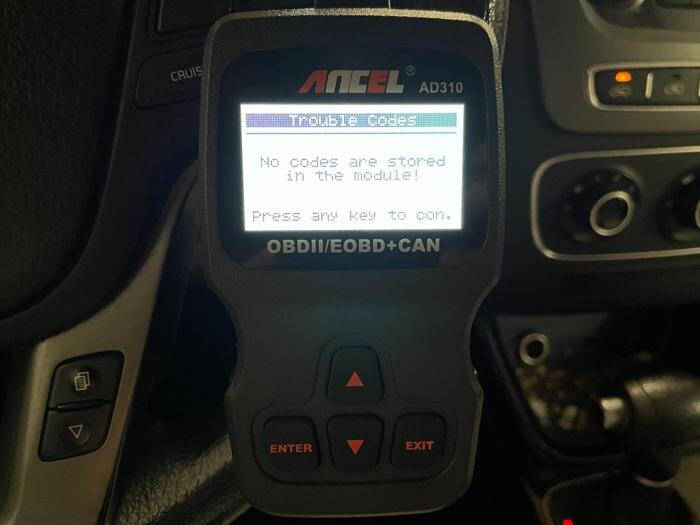 CRUIS
ANCEL®
AD310
Trouble Codes
No codes are stored
in the module!
Press any key to con.
OBDII/EOBD+CAN
ENTER
EXIT